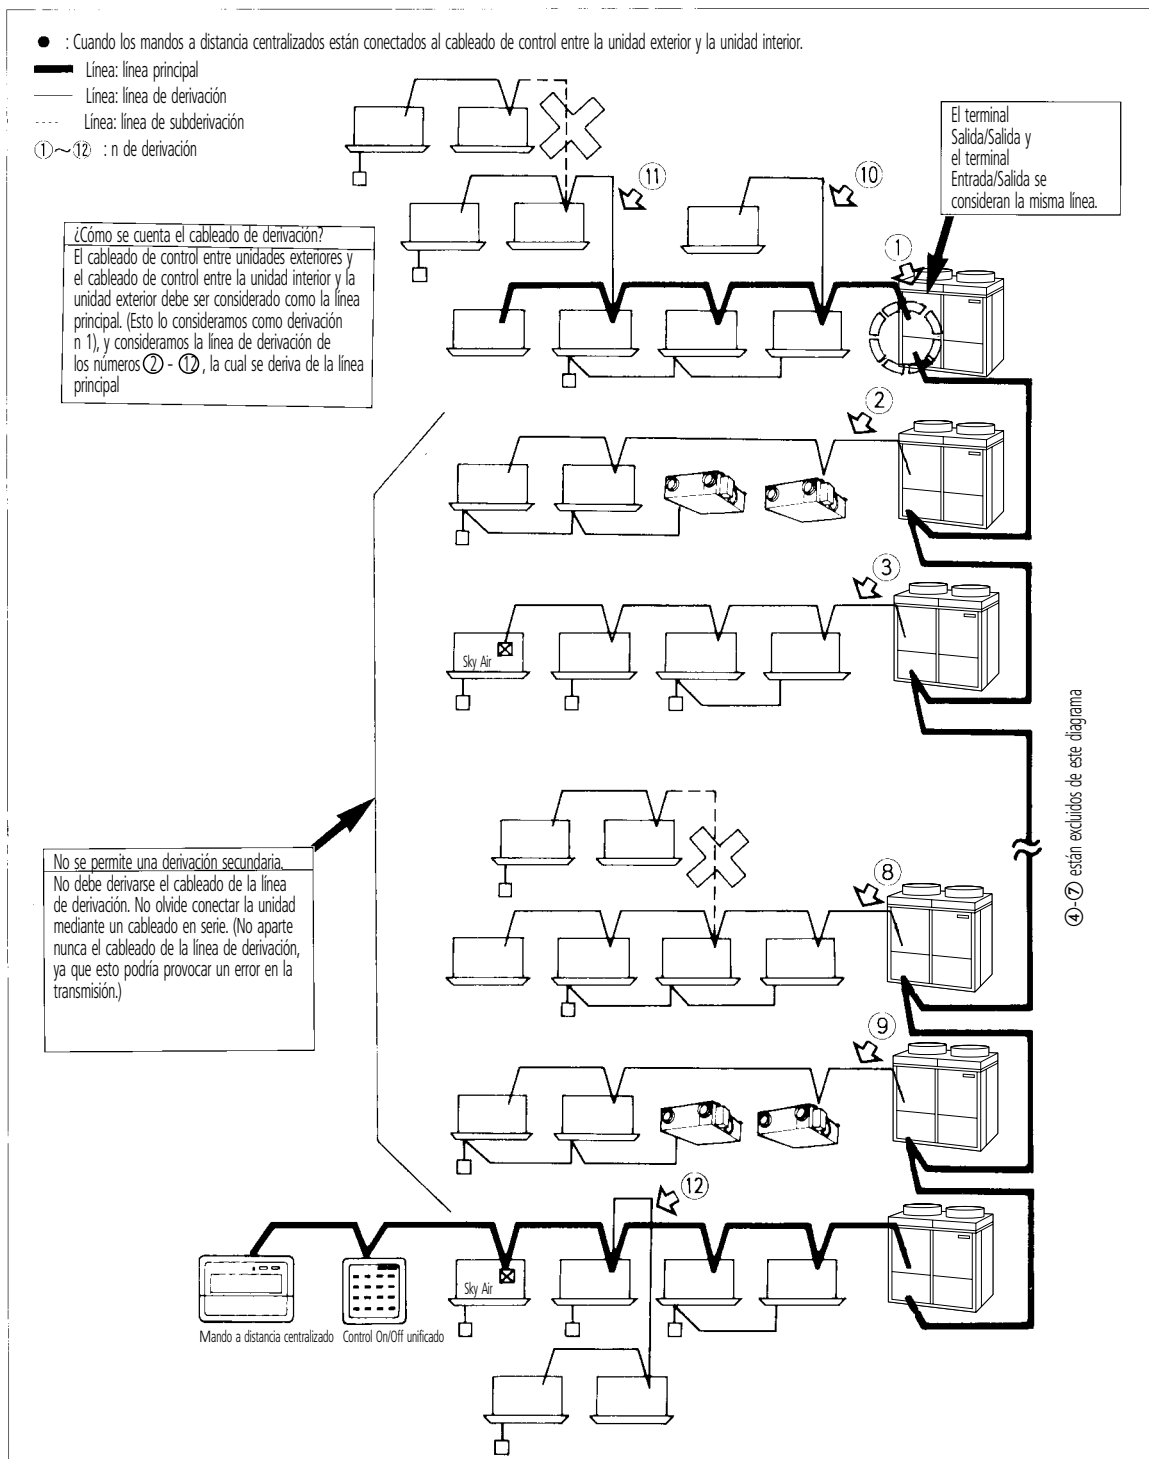 ● : Cuando los mandos a distancia centralizados están conectados al cableado de control entre la unidad exterior y la unidad interior.
Línea: línea principal
Línea: línea de derivación
Línea: línea de subderivación
①~⑫ : n de derivación
El terminal
Salida/Salida y
el terminal
Entrada/Salida se
consideran la misma línea.
⑪
⑩
①
¿Cómo se cuenta el cableado de derivación?
El cableado de control entre unidades exteriores y
el cableado de control entre la unidad interior y la
unidad exterior debe ser considerado como la línea
principal. (Esto lo consideramos como derivación
n 1), y consideramos la línea de derivación de
los números ② - ⑫, la cual se deriva de la línea
principal
②
③
Sky Air
④-⑦ están excluidos de este diagrama
No se permite una derivación secundaria.
No debe derivarse el cableado de la línea
de derivación. No olvide conectar la unidad
mediante un cableado en serie. (No aparte
nunca el cableado de la línea de derivación,
ya que esto podría provocar un error en la
transmisión.)
⑧
⑨
⑫
Sky Air
Mando a distancia centralizado
Control On/Off unificado